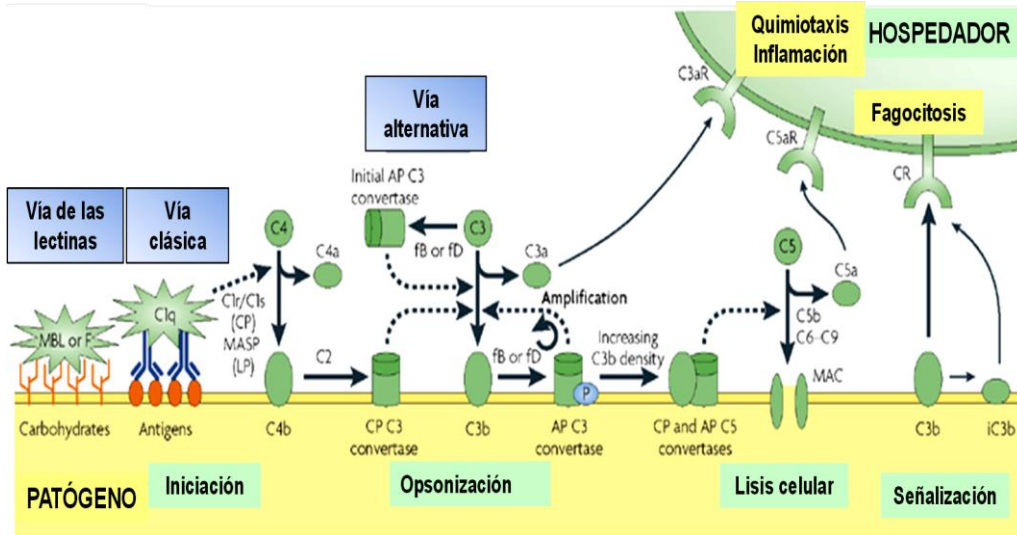 Quimiotaxis
Inflamación
HOSPEDADOR
C3aR
Vía
alternativa
Fagocitosis
C5aR
CR
Initial AP C3
convertase
Vía de las
lectinas
Vía
clásica
C4
C4a
fB or fD
C3
C3a
C5
C5a
C1q
C1r/C1s
(CP)
MASP
(LP)
Amplification
C5b
C6–C9
MBL or F
C2
fB or fD
Increasing
C3b density
P
MAC
Carbohydrates
Antigens
C4b
CP C3
convertase
C3b
AP C3
convertase
CP and AP C5
convertases
C3b
iC3b
PATÓGENO
Iniciación
Opsonización
Lisis celular
Señalización